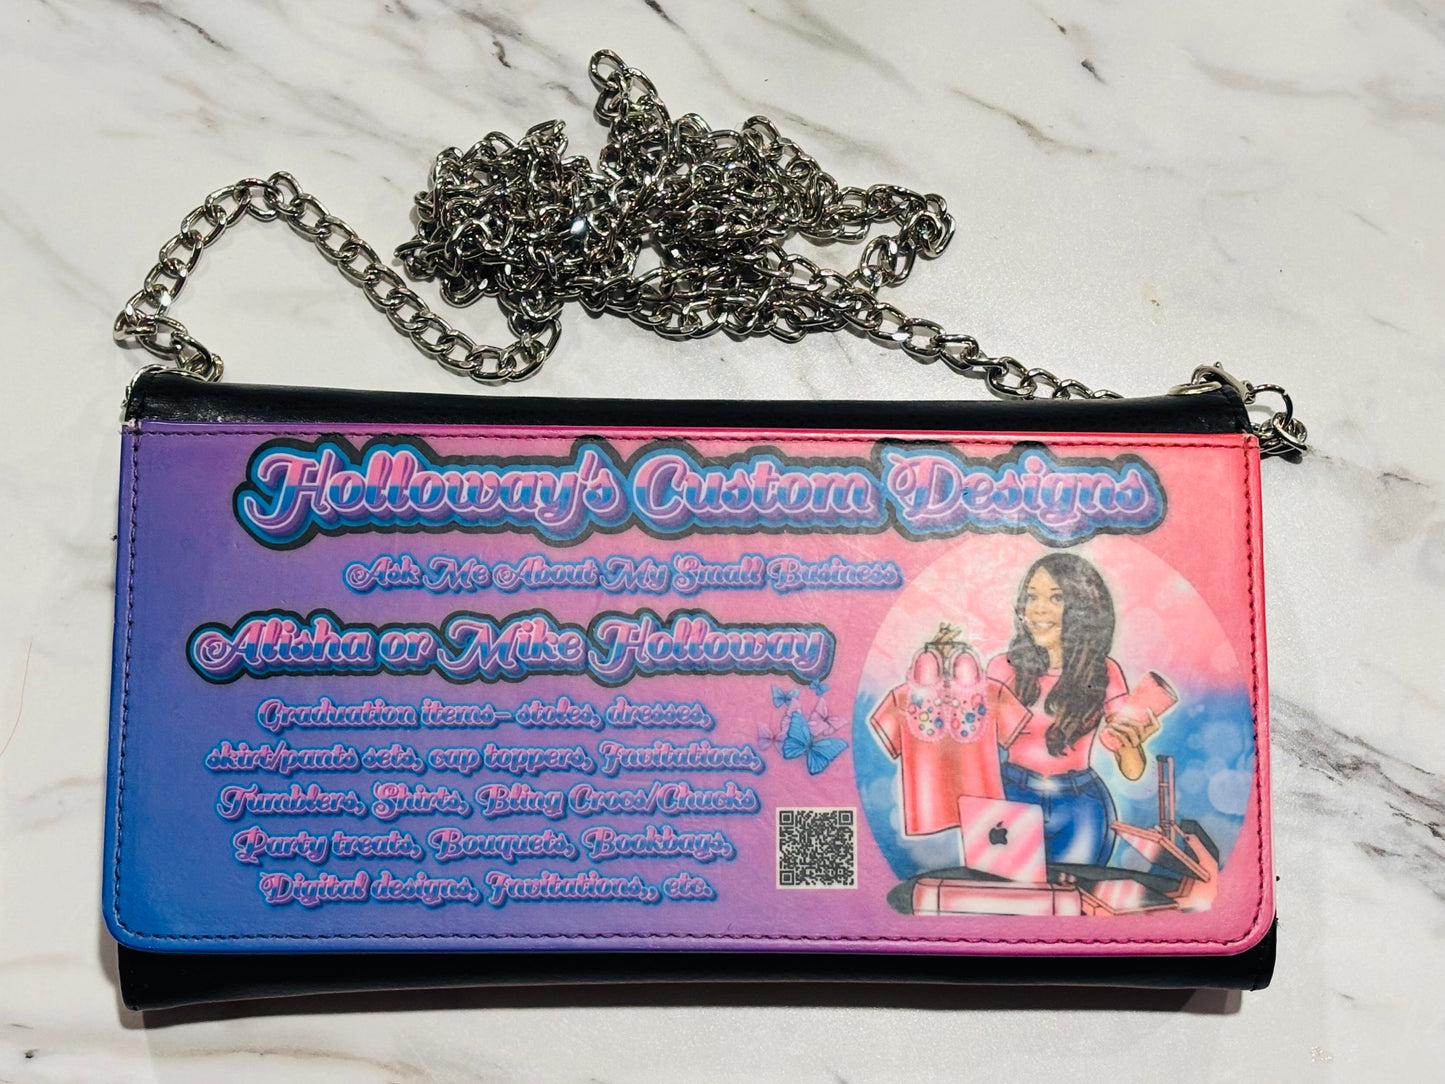 Holloway's Custom Designs
Ask Me About My Small Business
Alisha or Mike Holloway
Graduation items- stoles, dresses,
skirt/pants sets, cap toppers, Favitations,
Tumblers, Shirts, Bling Crocs/Chucks
Party treats, Bouquets, Bookbags,
Digital designs, Favitations,, etc.